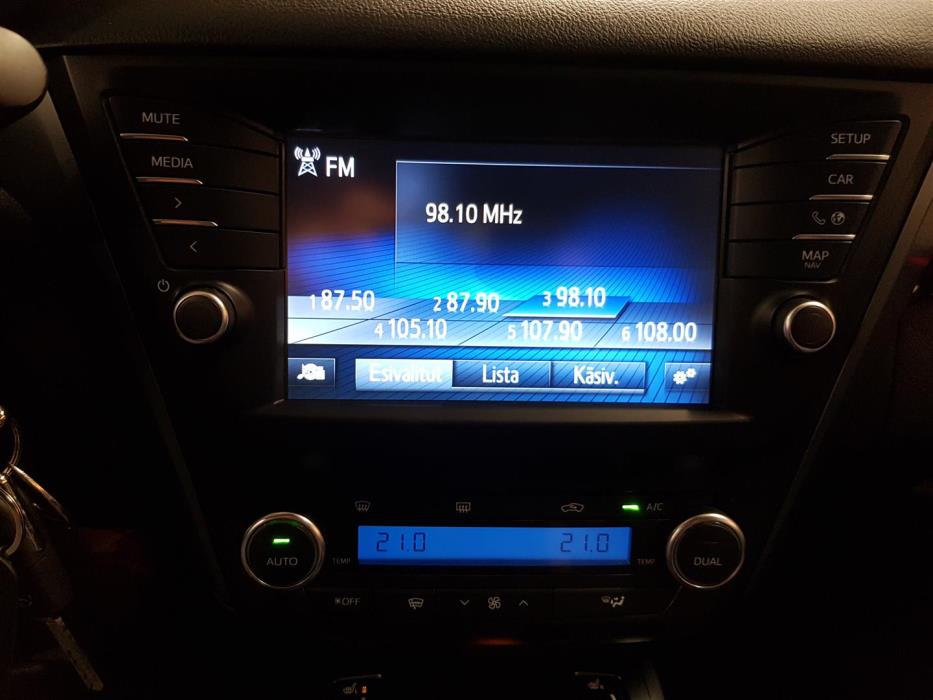 MUTE
MEDIA
>
<
FM
98.10 MHz
1 87.50 2 87.90 3 98.10
4 105.10 5 107.90 6 108.00
Esivalitut Lista Käsiv.
SETUP
CAR
MAP
NAV
A/C
AUTO TEMP 21.0 21.0 TEMP DUAL
OFF